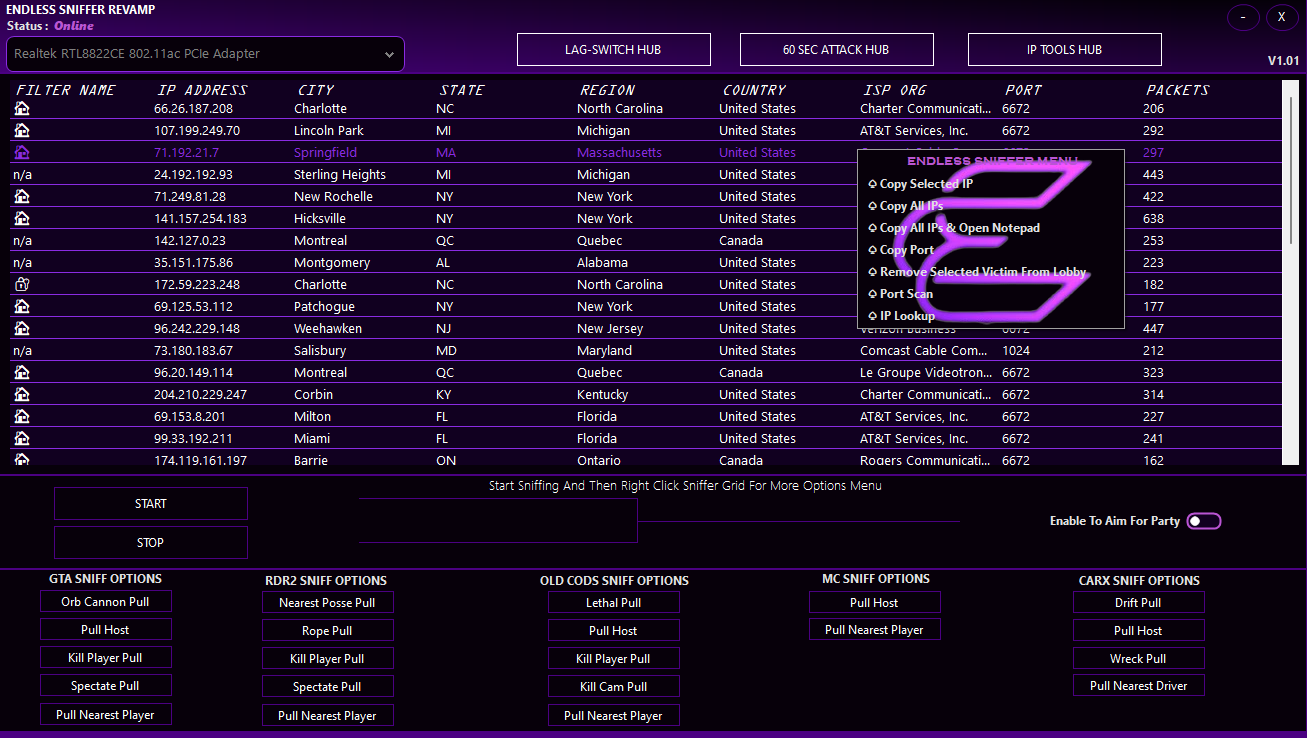 ENDLESS SNIFFER REVAMP
Status : Online
Realtek RTL8822CE 802.11ac PCIe Adapter
LAG-SWITCH HUB 60 SEC ATTACK HUB IP TOOLS HUB
- X
V1.01
FILTER NAME IP ADDRESS CITY STATE REGION COUNTRY ISP ORG PORT PACKETS
66.26.187.208 Charlotte NC North Carolina United States Charter Communicati... 6672 206
107.199.249.70 Lincoln Park MI Michigan United States AT&T Services, Inc. 6672 292
71.192.21.7 Springfield MA Massachusetts United States 297
n/a 24.192.192.93 Sterling Heights MI Michigan United States 443
71.249.81.28 New Rochelle NY New York United States 422
141.157.254.183 Hicksville NY New York United States 638
n/a 142.127.0.23 Montreal QC Quebec Canada 253
n/a 35.151.175.86 Montgomery AL Alabama United States 223
172.59.223.248 Charlotte NC North Carolina United States 182
69.125.53.112 Patchogue NY New York United States 177
96.242.229.148 Weehawken NJ New Jersey United States Verizon Business 6672 447
n/a 73.180.183.67 Salisbury MD Maryland United States Comcast Cable Com... 1024 212
96.20.149.114 Montreal QC Quebec Canada Le Groupe Videotron... 6672 323
204.210.229.247 Corbin KY Kentucky United States Charter Communicati... 6672 314
69.153.8.201 Milton FL Florida United States AT&T Services, Inc. 6672 227
99.33.192.211 Miami FL Florida United States AT&T Services, Inc. 6672 241
174.119.161.197 Barrie ON Ontario Canada Rogers Communicati... 6672 162
ENDLESS SNIFFER MENU
Copy Selected IP
Copy All IPs
Copy All IPs & Open Notepad
Copy Port
Remove Selected Victim From Lobby
Port Scan
IP Lookup
Start Sniffing And Then Right Click Sniffer Grid For More Options Menu
START
STOP
Enable To Aim For Party
GTA SNIFF OPTIONS
Orb Cannon Pull
Pull Host
Kill Player Pull
Spectate Pull
Pull Nearest Player
RDR2 SNIFF OPTIONS
Nearest Posse Pull
Rope Pull
Kill Player Pull
Spectate Pull
Pull Nearest Player
OLD CODS SNIFF OPTIONS
Lethal Pull
Pull Host
Kill Player Pull
Kill Cam Pull
Pull Nearest Player
MC SNIFF OPTIONS
Pull Host
Pull Nearest Player
CARX SNIFF OPTIONS
Drift Pull
Pull Host
Wreck Pull
Pull Nearest Driver